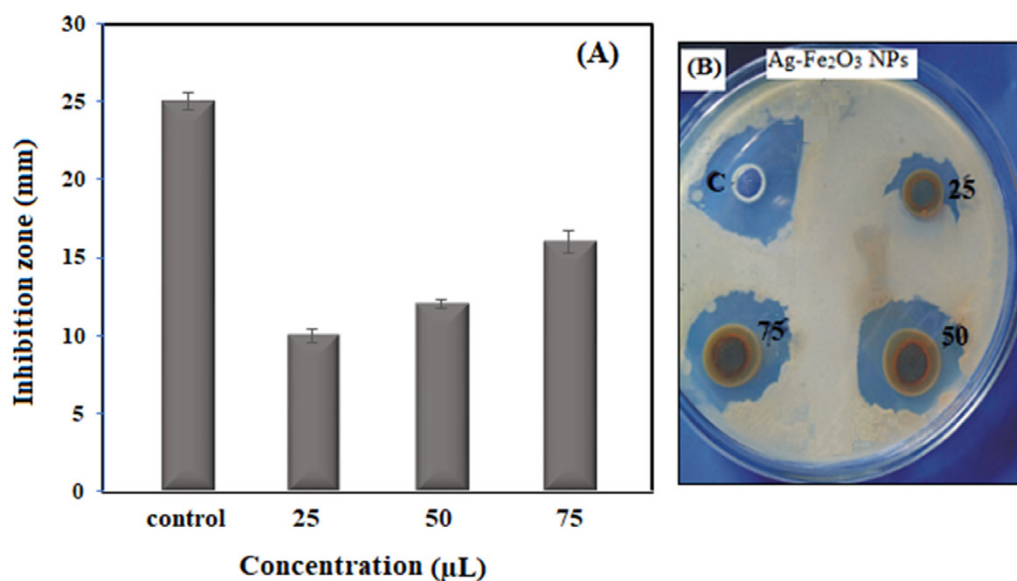 30
25
20
15
10
5
0
Inhibition zone (mm)
(A)
control 25 50 75
Concentration (µL)
(B)
Ag-Fe₂O₃ NPs
C
25
75
50